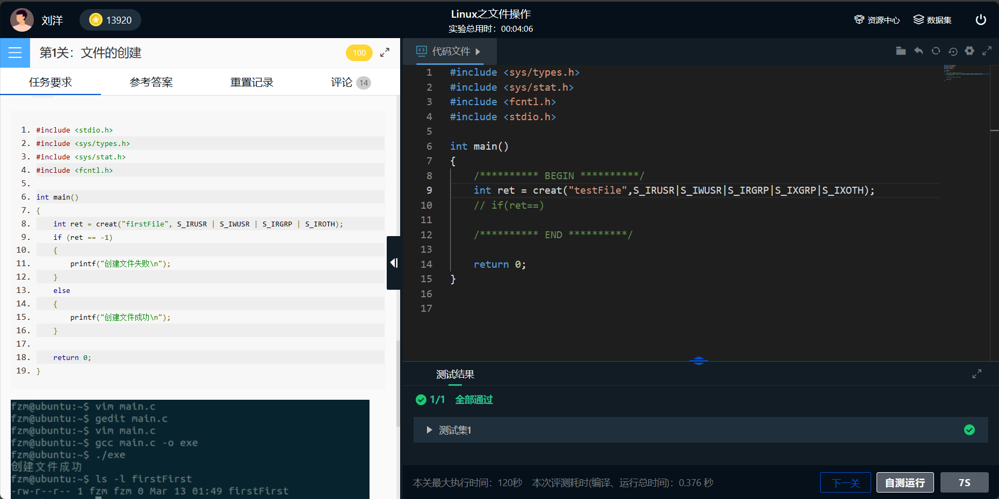 刘洋
13920
Linux之文件操作
实验总用时：00:04:06
资源中心
数据集
第1关：文件的创建
100
任务要求
参考答案
重置记录
评论 14
1. #include <stdio.h>
2. #include <sys/types.h>
3. #include <sys/stat.h>
4. #include <fcntl.h>
5.
6. int main()
7. {
8.     int ret = creat("firstFile", S_IRUSR | S_IWUSR | S_IRGRP | S_IROTH);
9.     if (ret == -1)
10.     {
11.         printf("创建文件失败\n");
12.     }
13.     else
14.     {
15.         printf("创建文件成功\n");
16.     }
17.
18.     return 0;
19. }
fzm@ubuntu:~$ vim main.c
fzm@ubuntu:~$ gedit main.c
fzm@ubuntu:~$ vim main.c
fzm@ubuntu:~$ gcc main.c -o exe
fzm@ubuntu:~$ ./exe
创建文件成功
fzm@ubuntu:~$ ls -l firstFirst
-rw-r--r-- 1 fzm fzm 0 Mar 13 01:49 firstFirst
代码文件
1 #include <sys/types.h>
2 #include <sys/stat.h>
3 #include <fcntl.h>
4 #include <stdio.h>
5
6 int main()
7 {
8     /********** BEGIN **********/
9     int ret = creat("testFile",S_IRUSR|S_IWUSR|S_IRGRP|S_IXGRP|S_IXOTH);
10     // if(ret==)
11
12     /********** END **********/
13
14     return 0;
15 }
16
17
测试结果
1/1 全部通过
测试集1
本关最大执行时间：120秒 本次评测耗时(编译、运行总时间)：0.376 秒
下一关
自测运行
7S